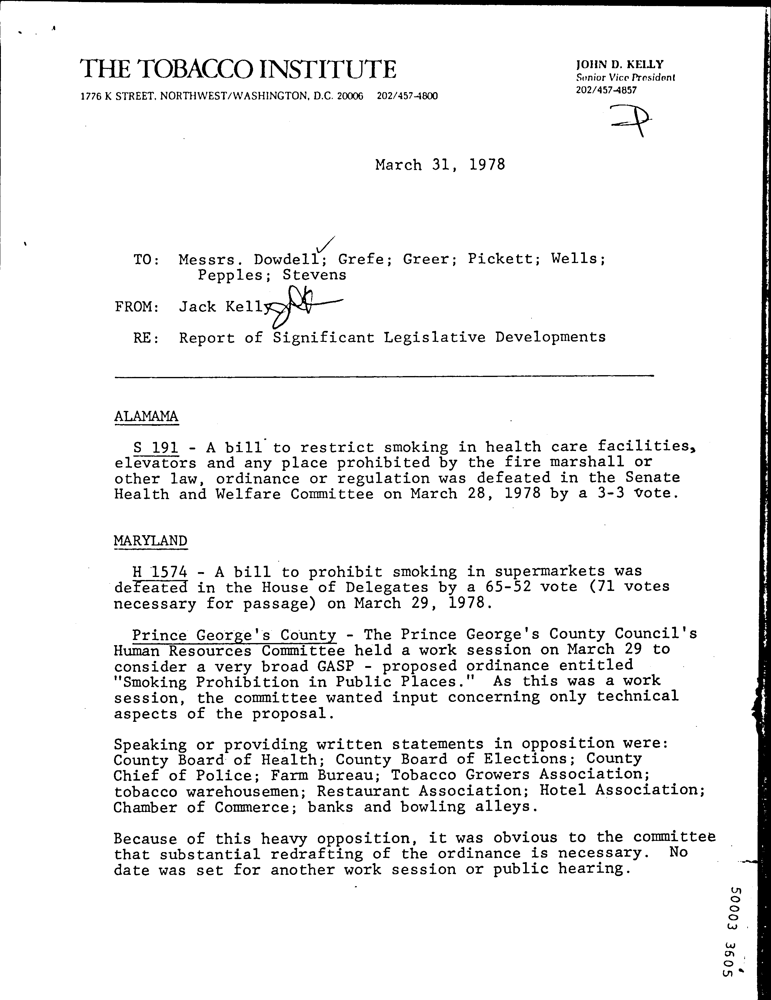 THE TOBACCO INSTITUTE
1776 K STREET, NORTHWEST/WASHINGTON, D.C. 20006 202/457-4800
JOHN D. KELLY
Senior Vice President
202/457-4857
March 31, 1978
TO: Messrs. Dowdell; Grefe; Greer; Pickett; Wells;
Pepples; Stevens
FROM: Jack Kelly
RE: Report of Significant Legislative Developments
ALAMAMA
S 191 - A bill to restrict smoking in health care facilities,
elevators and any place prohibited by the fire marshall or
other law, ordinance or regulation was defeated in the Senate
Health and Welfare Committee on March 28, 1978 by a 3-3 vote.
MARYLAND
H 1574 - A bill to prohibit smoking in supermarkets was
defeated in the House of Delegates by a 65-52 vote (71 votes
necessary for passage) on March 29, 1978.
Prince George's County - The Prince George's County Council's
Human Resources Committee held a work session on March 29 to
consider a very broad GASP - proposed ordinance entitled
"Smoking Prohibition in Public Places." As this was a work
session, the committee wanted input concerning only technical
aspects of the proposal.
Speaking or providing written statements in opposition were:
County Board of Health; County Board of Elections; County
Chief of Police; Farm Bureau; Tobacco Growers Association;
tobacco warehousemen; Restaurant Association; Hotel Association;
Chamber of Commerce; banks and bowling alleys.
Because of this heavy opposition, it was obvious to the committee
that substantial redrafting of the ordinance is necessary. No
date was set for another work session or public hearing.
50003 3605